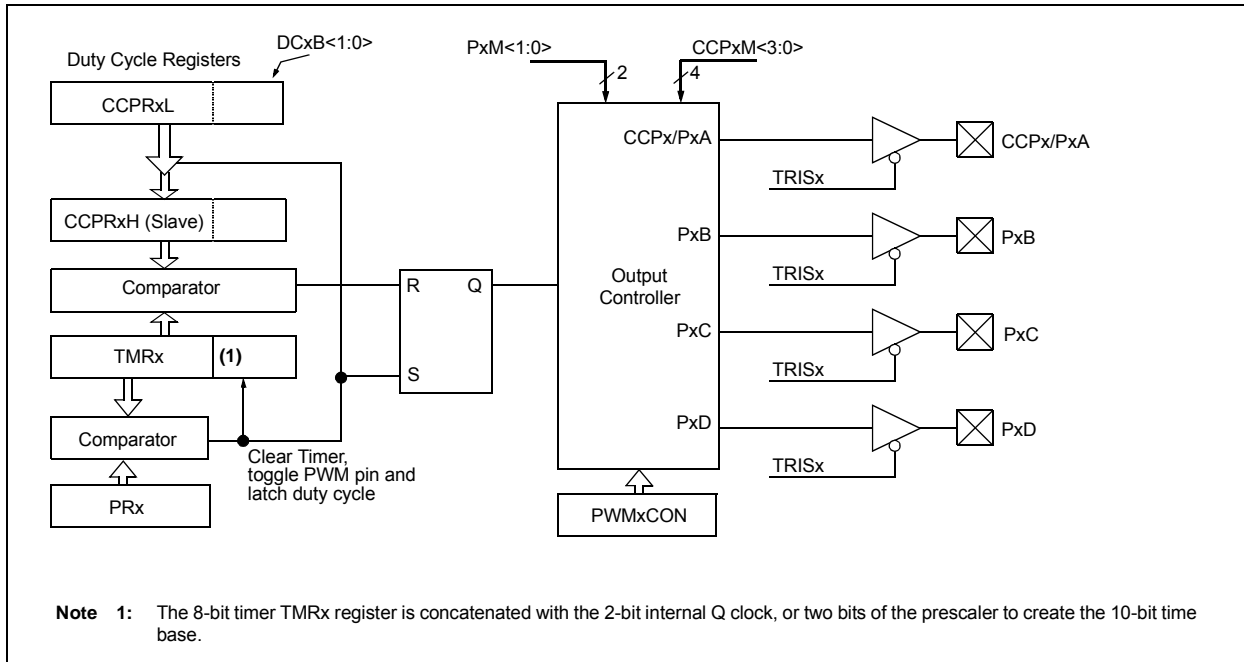 DCxB<1:0>
Duty Cycle Registers
CCPRxL
CCPRxH (Slave)
Comparator
TMRx
(1)
Comparator
PRx
Clear Timer,
toggle PWM pin and
latch duty cycle
R
Q
S
PxM<1:0>
2
CCPxM<3:0>
4
CCPx/PxA
PxB
Output
Controller
PxC
PxD
PWMxCON
TRISx
CCPx/PxA
TRISx
PxB
TRISx
PxC
TRISx
PxD
Note 1: The 8-bit timer TMRx register is concatenated with the 2-bit internal Q clock, or two bits of the prescaler to create the 10-bit time
base.